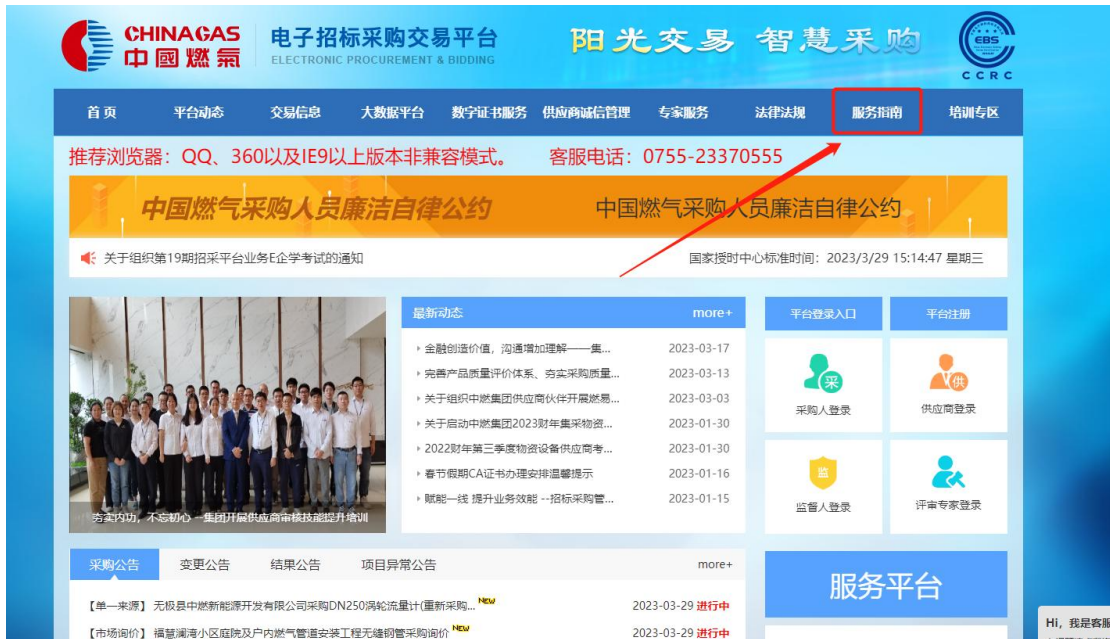 CHINAGAS
中國燃氣
电子招标采购交易平台
ELECTRONIC PROCUREMENT & BIDDING
阳光交易 智慧采购
EBS
CCRC
首页 平台动态 交易信息 大数据平台 数字证书服务 供应商诚信管理 专家服务 法律法规 服务指南 培训专区
推荐浏览器：QQ、360以及IE9以上版本非兼容模式。 客服电话：0755-23370555
中国燃气采购人员廉洁自律公约 中国燃气采购人员廉洁自律公约
关于组织第19期招采平台业务E企学考试的通知 国家授时中心标准时间：2023/3/29 15:14:47 星期三
最新动态 more+
金融创造价值，沟通增加理解——集... 2023-03-17
完善产品质量评价体系、夯实采购质量... 2023-03-13
关于组织中燃集团供应商伙伴开展燃易... 2023-03-03
关于启动中燃集团2023财年集采物资... 2023-01-30
2022财年第三季度物资设备供应商考... 2023-01-30
春节假期CA证书办理安排温馨提示 2023-01-16
赋能一线 提升业务效能 --招标采购管... 2023-01-15
夯实内功，不忘初心 --集团开展供应商审核技能提升培训
平台登录入口 平台注册
采 供
采购人登录 供应商登录
监
监督人登录 评审专家登录
采购公告 变更公告 结果公告 项目异常公告 more+
【单一来源】 无极县中燃新能源开发有限公司采购DN250涡轮流量计(重新采购... NEW 2023-03-29 进行中
【市场询价】 福慧澜湾小区庭院及户内燃气管道安装工程无缝钢管采购询价 NEW 2023-03-29 进行中
服务平台
Hi，我是客服